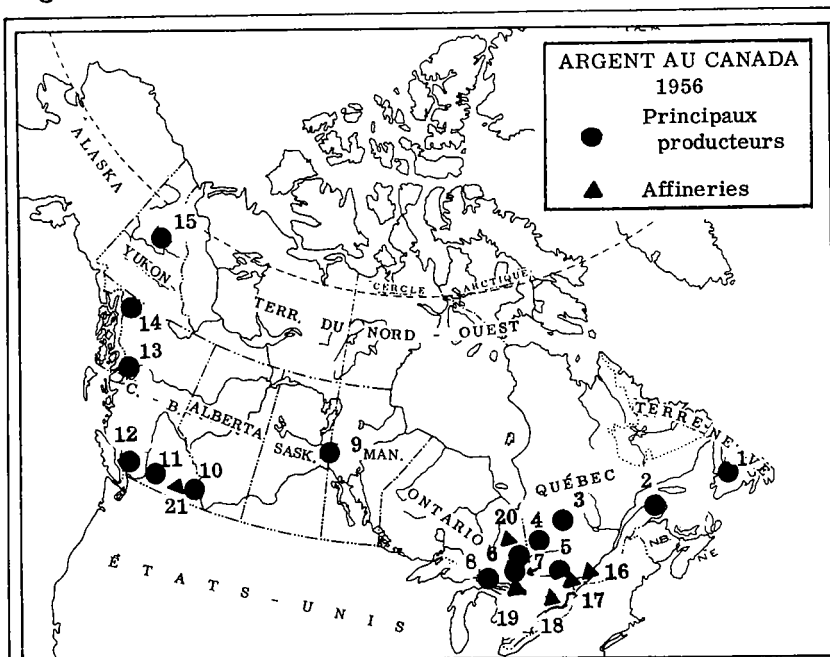 ARGENT AU CANADA
1956
Principaux
producteurs
Affineries
ALASKA
15
YUKON
CERCLE ARCTIQUE
TERR. DU NORD - OUEST
14
13
C. - B.
ALBERTA
SASK.
9
MAN.
TERRE-NEUVE
12
11
10
21
ONTARIO
QUÉBEC
1
2
3
20
4
5
6
7
8
N.B.
N.E.
16
17
18
19
ÉTATS-UNIS